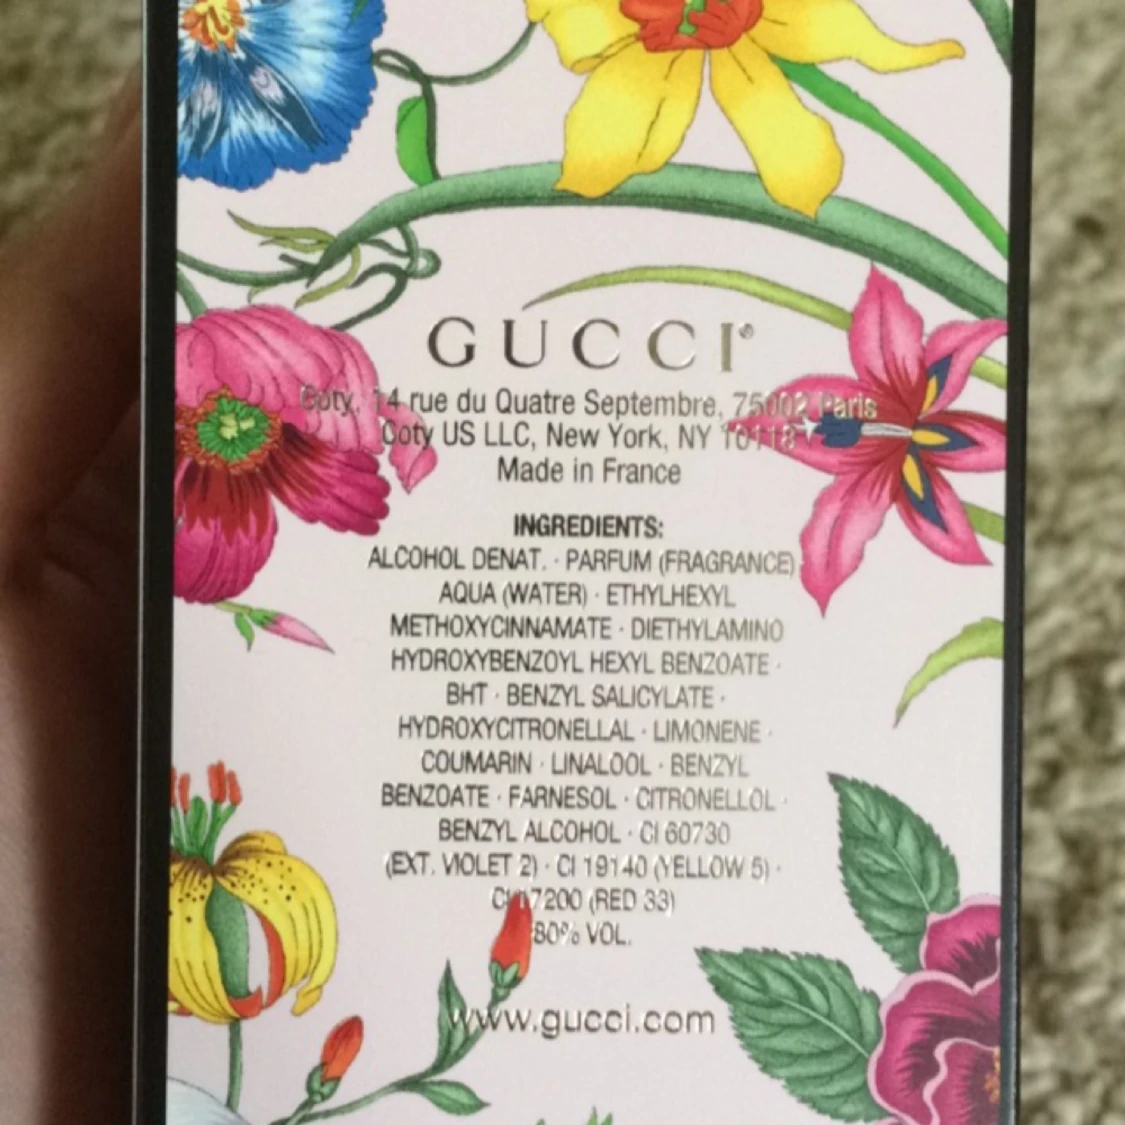 GUCCI®
Coty, 14 rue du Quatre Septembre, 75002 Paris
Coty US LLC, New York, NY 10118
Made in France
INGREDIENTS:
ALCOHOL DENAT. · PARFUM (FRAGRANCE)
AQUA (WATER) · ETHYLHEXYL
METHOXYCINNAMATE · DIETHYLAMINO
HYDROXYBENZOYL HEXYL BENZOATE ·
BHT · BENZYL SALICYLATE ·
HYDROXYCITRONELLAL · LIMONENE ·
COUMARIN · LINALOOL · BENZYL
BENZOATE · FARNESOL · CITRONELLOL ·
BENZYL ALCOHOL · CI 60730
(EXT. VIOLET 2) · CI 19140 (YELLOW 5) ·
CI 17200 (RED 33)
80% VOL.
www.gucci.com